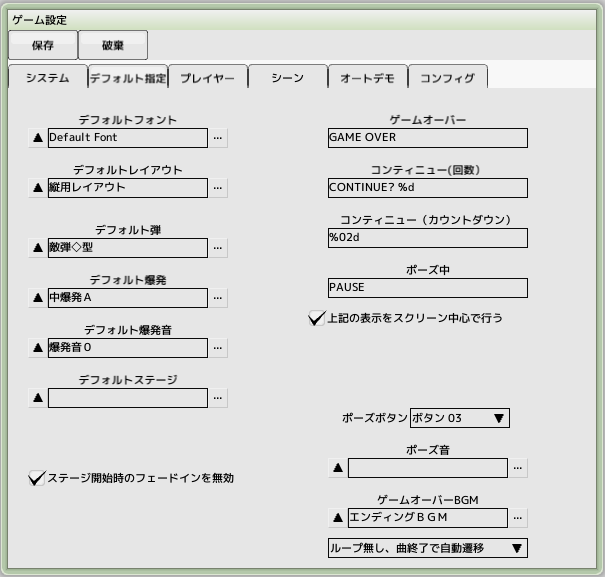 ゲーム設定
保存 破棄
システム デフォルト指定 プレイヤー シーン オートデモ コンフィグ
デフォルトフォント
▲ Default Font ...
デフォルトレイアウト
▲ 縦用レイアウト ...
デフォルト弾
▲ 敵弾◇型 ...
デフォルト爆発
▲ 中爆発A ...
デフォルト爆発音
▲ 爆発音0 ...
デフォルトステージ
▲ ...
ステージ開始時のフェードインを無効
ゲームオーバー
GAME OVER
コンティニュー(回数)
CONTINUE? %d
コンティニュー（カウントダウン）
%02d
ポーズ中
PAUSE
上記の表示をスクリーン中心で行う
ポーズボタン ボタン 03 ▼
ポーズ音
▲ ...
ゲームオーバーBGM
▲ エンディングＢＧＭ ...
ループ無し、曲終了で自動遷移 ▼